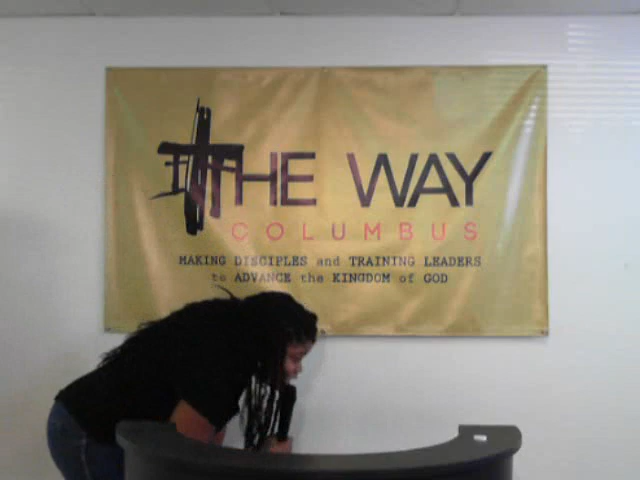 THE WAY
COLUMBUS
MAKING DISCIPLES and TRAINING LEADERS
to ADVANCE the KINGDOM of GOD